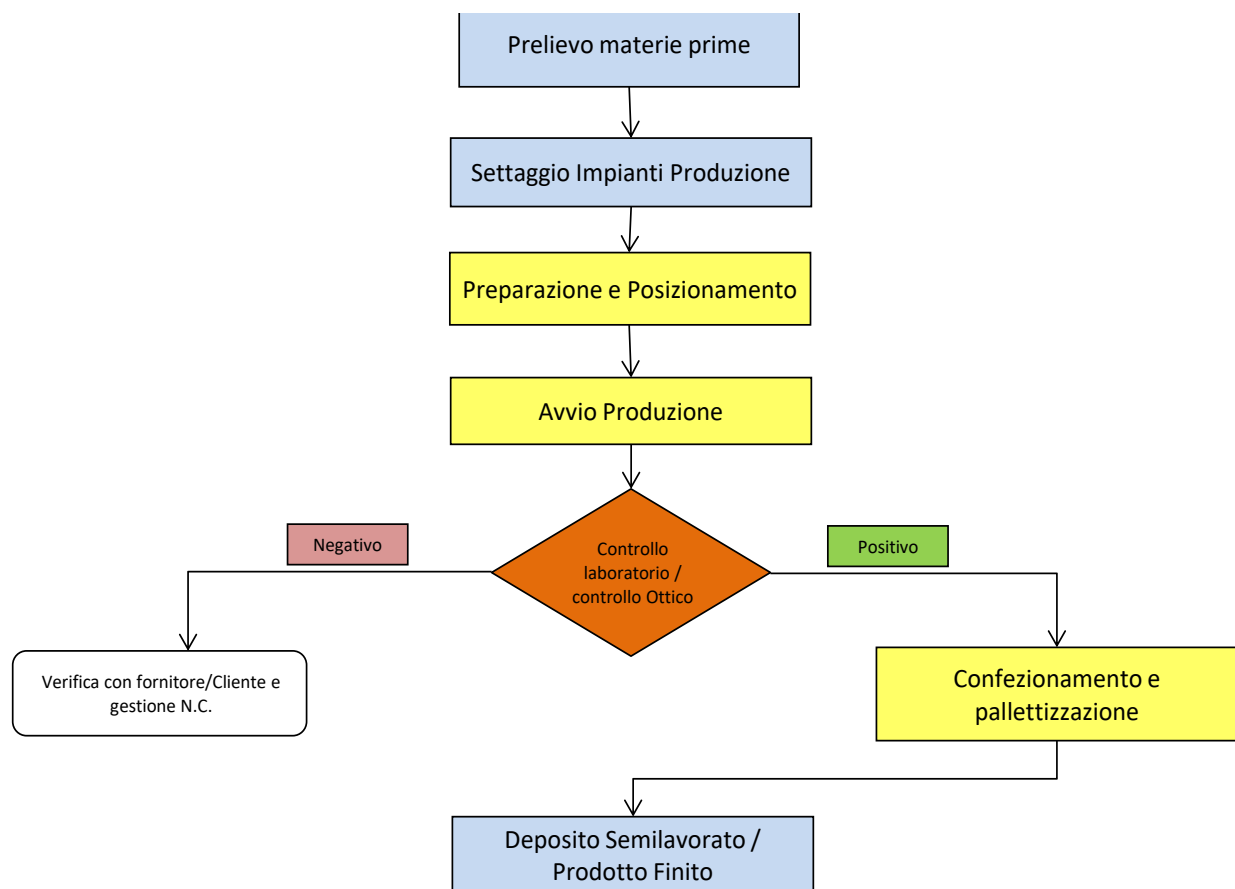 Prelievo materie prime
Settaggio Impianti Produzione
Preparazione e Posizionamento
Avvio Produzione
Negativo
Controllo
laboratorio /
controllo Ottico
Positivo
Verifica con fornitore/Cliente e
gestione N.C.
Confezionamento e
pallettizzazione
Deposito Semilavorato /
Prodotto Finito